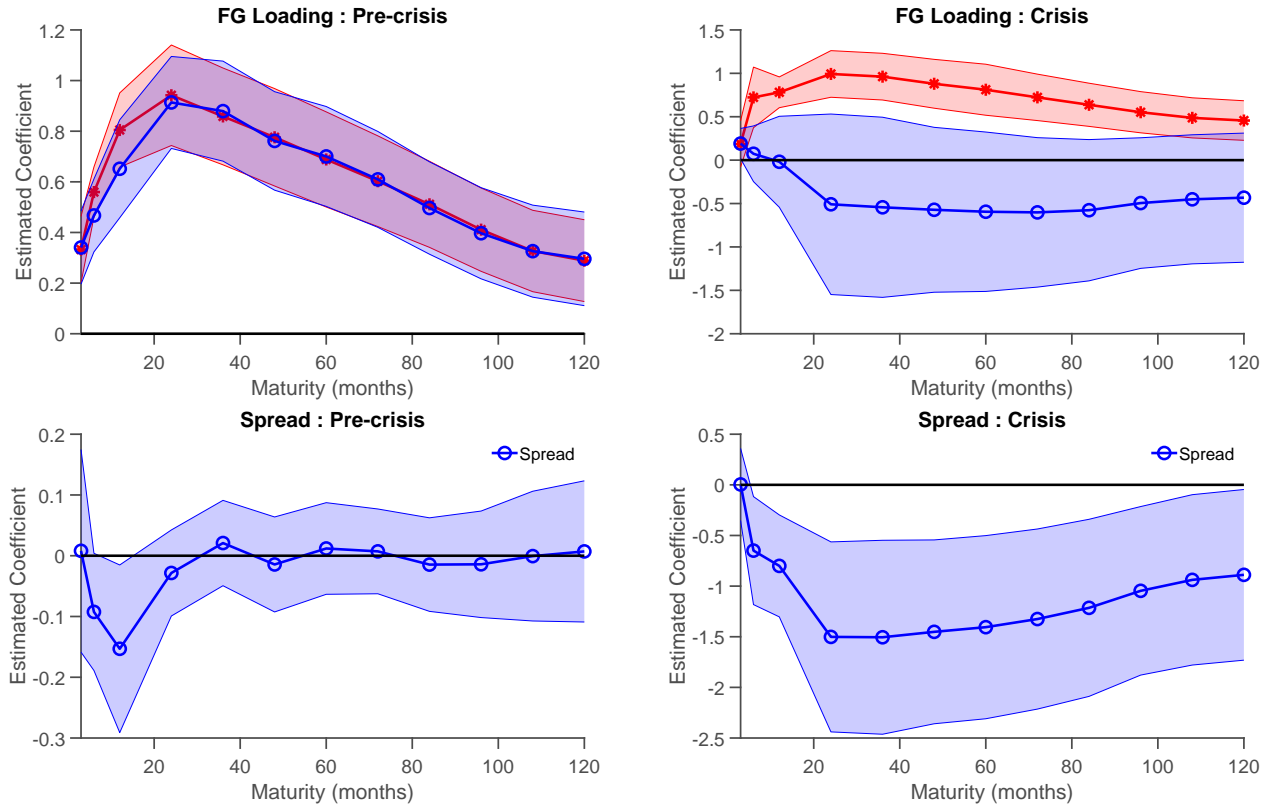 FG Loading : Pre-crisis
1.2
1
0.8
0.6
0.4
0.2
0
Estimated Coefficient
20 40 60 80 100 120
Maturity (months)
FG Loading : Crisis
1.5
1
0.5
0
-0.5
-1
-1.5
-2
Estimated Coefficient
20 40 60 80 100 120
Maturity (months)
Spread : Pre-crisis
0.2
0.1
0
-0.1
-0.2
-0.3
Estimated Coefficient
Spread
20 40 60 80 100 120
Maturity (months)
Spread : Crisis
0.5
0
-0.5
-1
-1.5
-2
-2.5
Estimated Coefficient
Spread
20 40 60 80 100 120
Maturity (months)